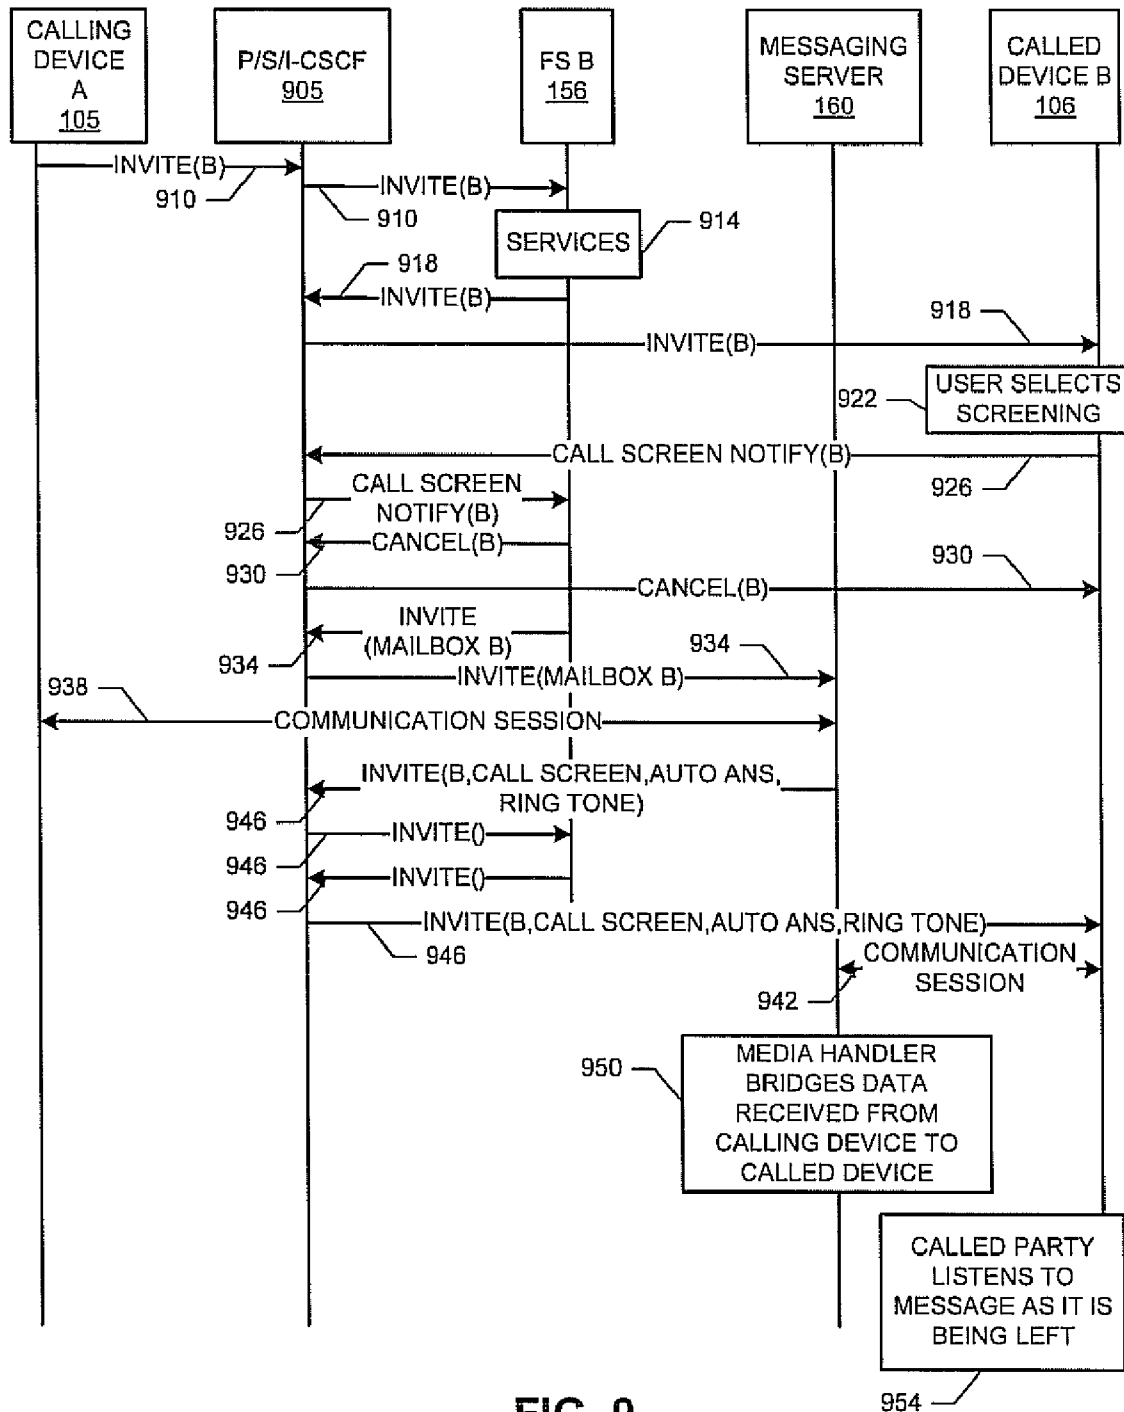 CALLING
DEVICE
A
105
P/S/I-CSCF
905
FS B
156
MESSAGING
SERVER
160
CALLED
DEVICE B
106
INVITE(B)
910
INVITE(B)
910
SERVICES
914
918
INVITE(B)
918
INVITE(B)
922
USER SELECTS
SCREENING
CALL SCREEN NOTIFY(B)
926
CALL SCREEN
NOTIFY(B)
926
CANCEL(B)
930
930
CANCEL(B)
INVITE
(MAILBOX B)
934
934
INVITE(MAILBOX B)
938
COMMUNICATION SESSION
INVITE(B,CALL SCREEN,AUTO ANS,
RING TONE)
946
INVITE()
946
INVITE()
946
INVITE(B,CALL SCREEN,AUTO ANS,RING TONE)
946
COMMUNICATION
SESSION
942
950
MEDIA HANDLER
BRIDGES DATA
RECEIVED FROM
CALLING DEVICE TO
CALLED DEVICE
CALLED PARTY
LISTENS TO
MESSAGE AS IT IS
BEING LEFT
954
FIG. 9